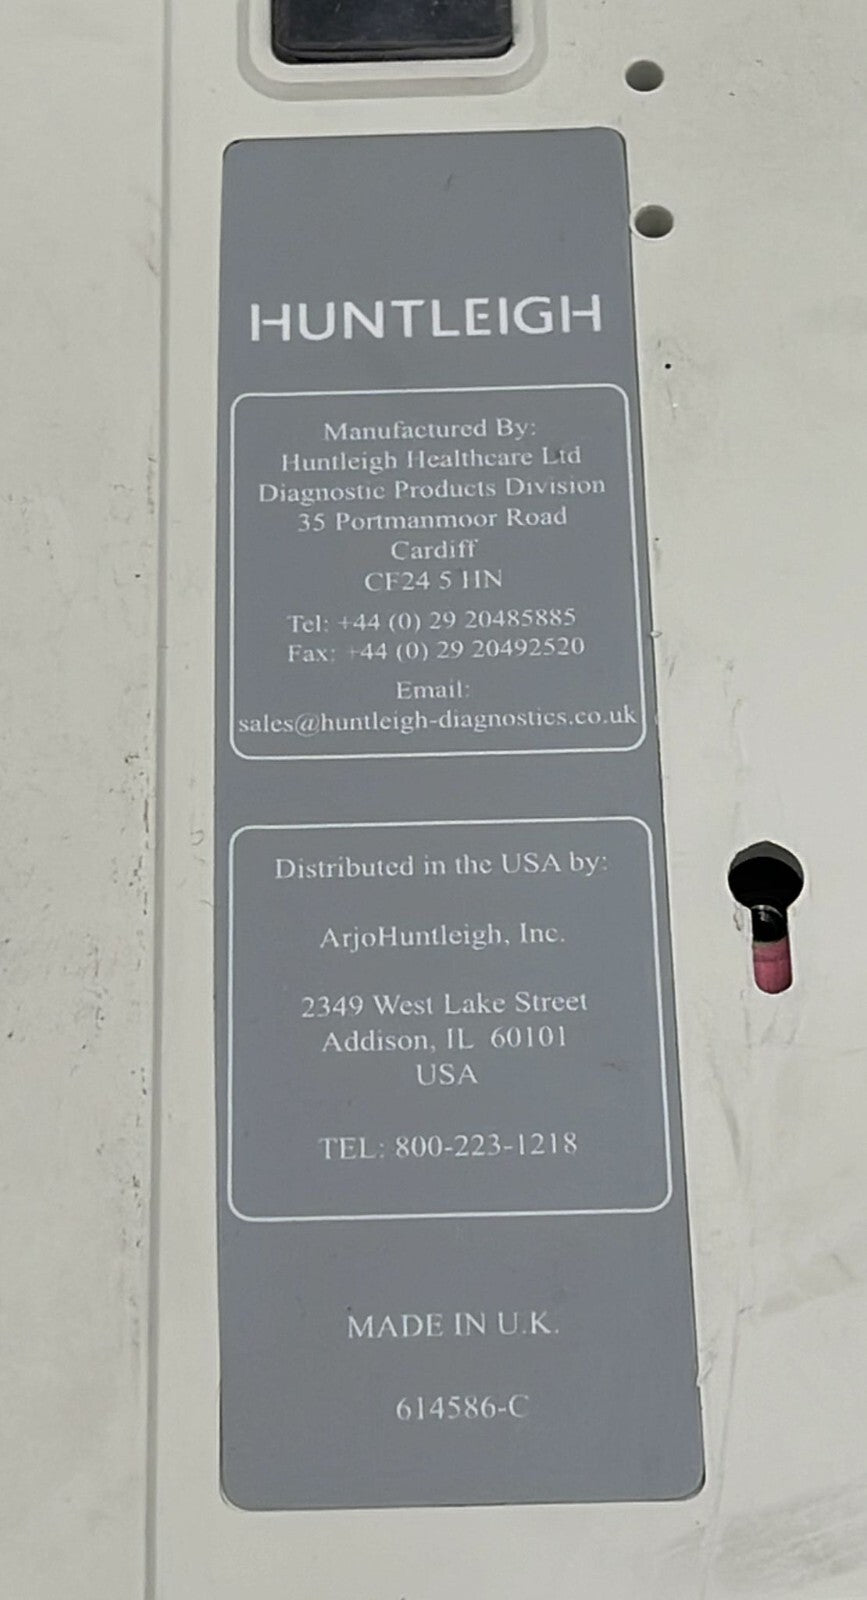 HUNTLEIGH
Manufactured By:
Huntleigh Healthcare Ltd
Diagnostic Products Division
35 Portmanmoor Road
Cardiff
CF24 5 HN
Tel: +44 (0) 29 20485885
Fax: +44 (0) 29 20492520
Email:
sales@huntleigh-diagnostics.co.uk
Distributed in the USA by:
ArjoHuntleigh, Inc.
2349 West Lake Street
Addison, IL 60101
USA
TEL: 800-223-1218
MADE IN U.K.
614586-C